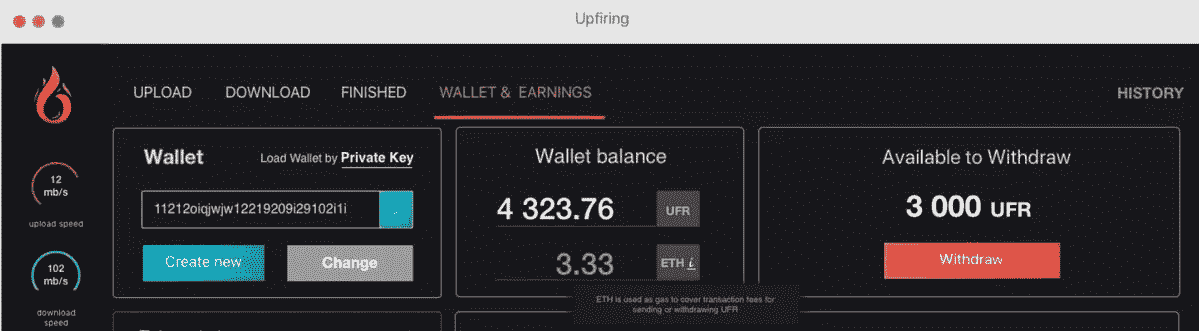 Upfiring
UPLOAD DOWNLOAD FINISHED WALLET & EARNINGS HISTORY
12
mb/s
upload speed
102
mb/s
download
speed
Wallet Load Wallet by Private Key
11212oiqjwjw12219209i29102i1i
Create new Change
Wallet balance
4 323.76 UFR
3.33 ETH i
ETH is used as gas to cover transaction fees for
sending or withdrawing UFR
Available to Withdraw
3 000 UFR
Withdraw